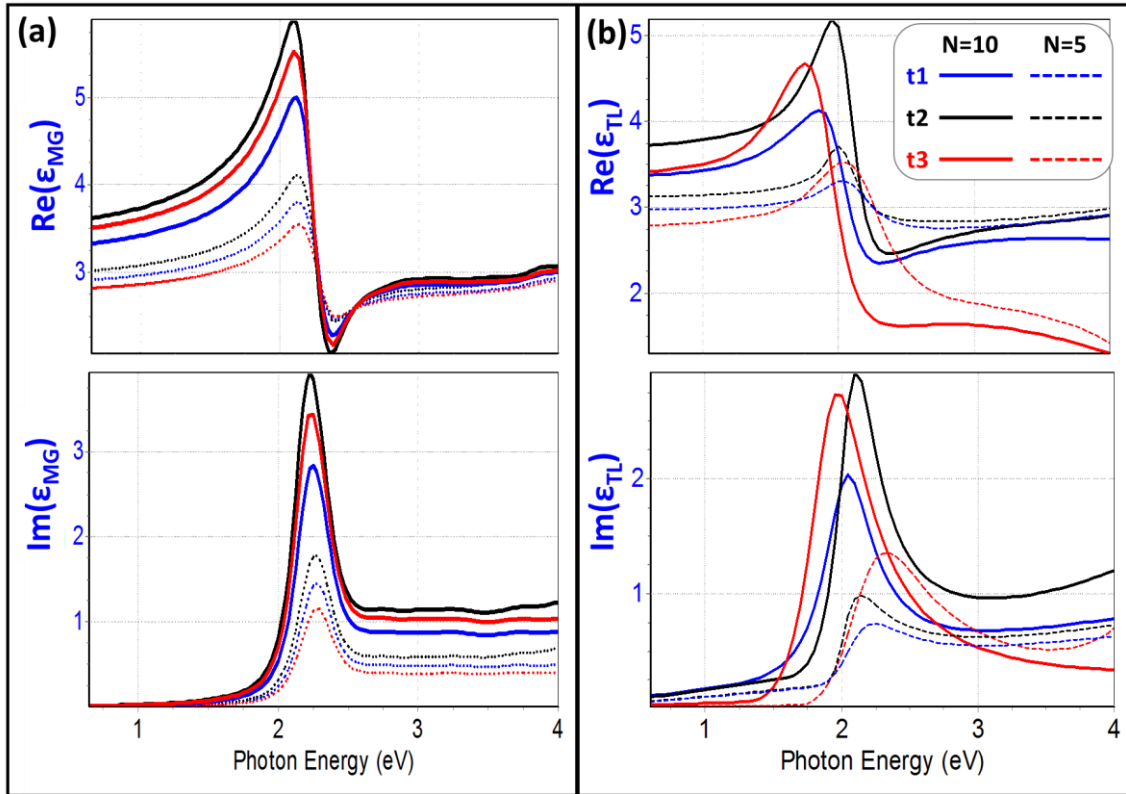 (a)
Re(ε_MG)
5
4
3
Im(ε_MG)
3
2
1
1 2 3 4
Photon Energy (eV)
(b)
N=10 N=5
t1
t2
t3
Re(ε_TL)
5
4
3
2
Im(ε_TL)
2
1
1 2 3 4
Photon Energy (eV)